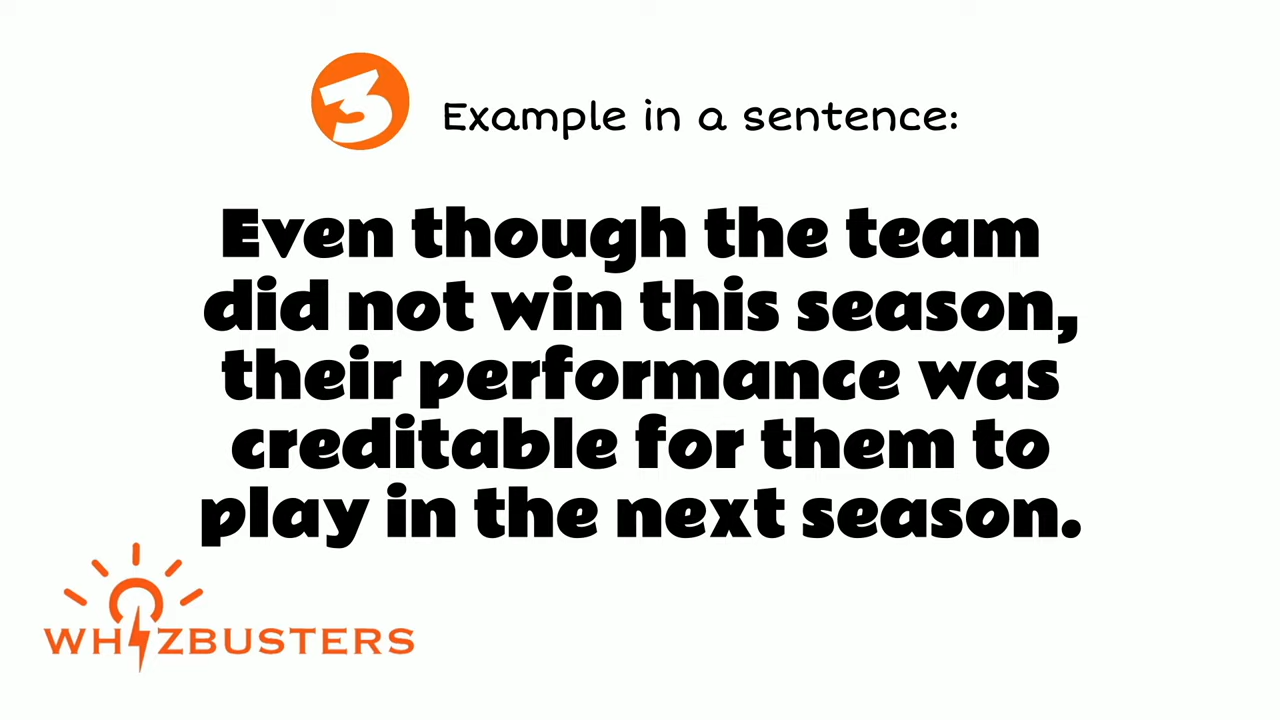 3 Example in a sentence:
Even though the team
did not win this season,
their performance was
creditable for them to
play in the next season.
WHIZBUSTERS